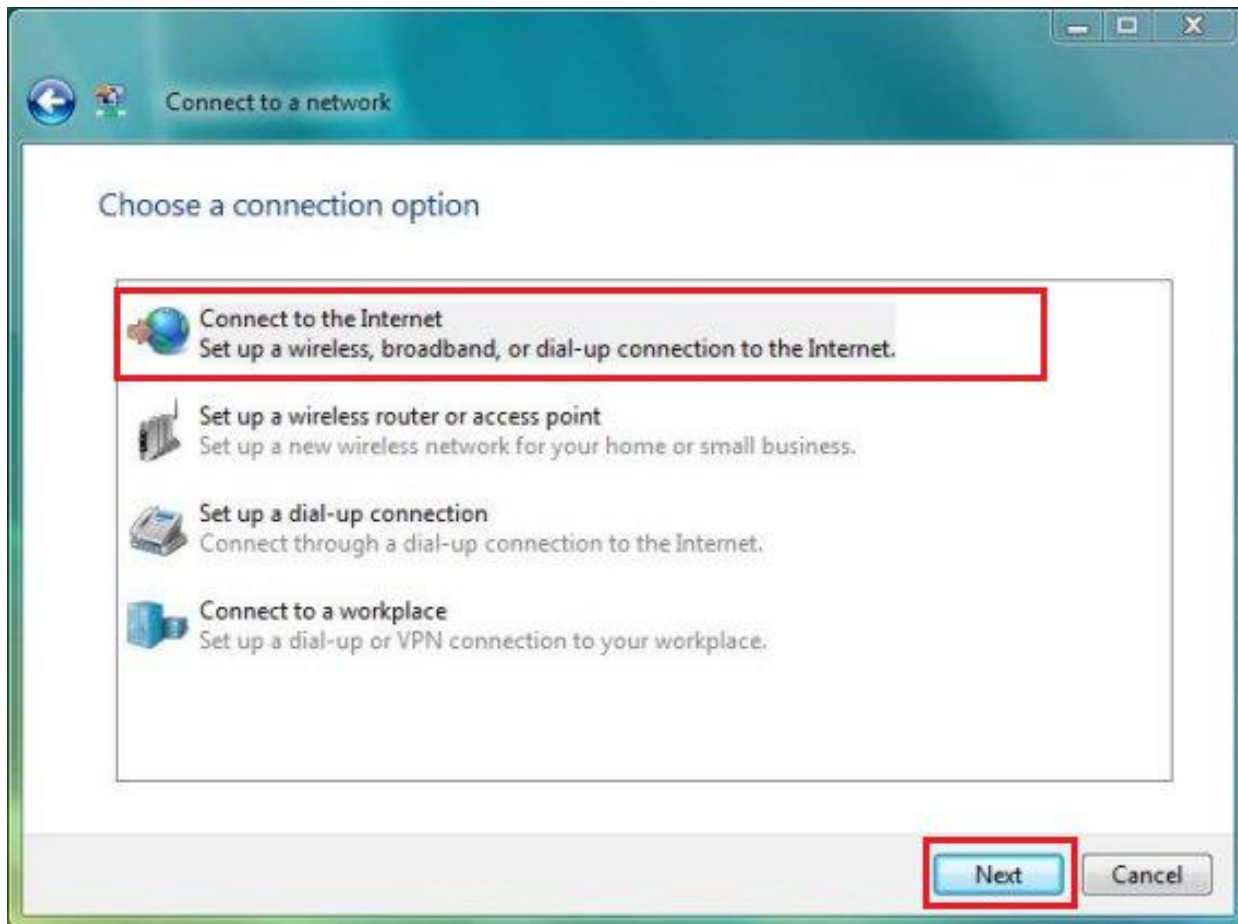 Connect to a network
Choose a connection option
Connect to the Internet
Set up a wireless, broadband, or dial-up connection to the Internet.
Set up a wireless router or access point
Set up a new wireless network for your home or small business.
Set up a dial-up connection
Connect through a dial-up connection to the Internet.
Connect to a workplace
Set up a dial-up or VPN connection to your workplace.
Next
Cancel